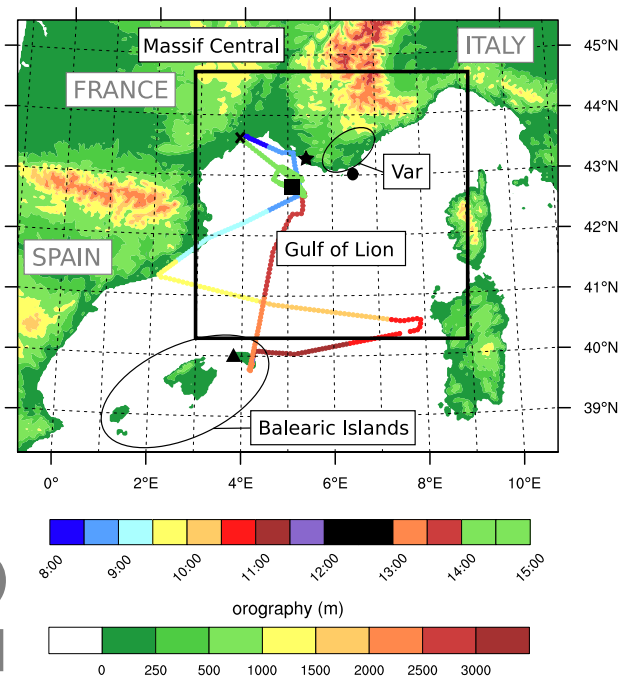 Massif Central
ITALY
45°N
FRANCE
44°N
43°N
Var
42°N
Gulf of Lion
SPAIN
41°N
40°N
39°N
Balearic Islands
0° 2°E 4°E 6°E 8°E 10°E
8:00 9:00 10:00 11:00 12:00 13:00 14:00 15:00
orography (m)
0 250 500 1000 1500 2000 2500 3000